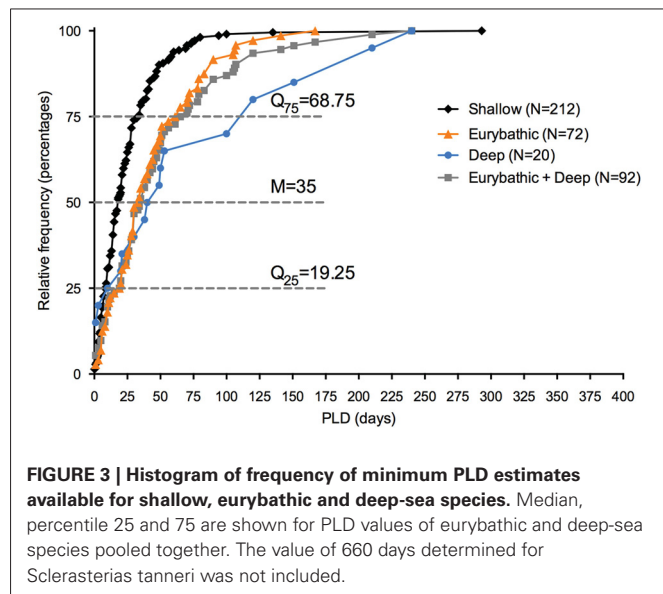 100
75
50
25
0
Relative frequency (percentages)
Q75=68.75
M=35
Q25=19.25
Shallow (N=212)
Eurybathic (N=72)
Deep (N=20)
Eurybathic + Deep (N=92)
0 25 50 75 100 125 150 175 200 225 250 275 300 325 350 375 400
PLD (days)
FIGURE 3 | Histogram of frequency of minimum PLD estimates
available for shallow, eurybathic and deep-sea species. Median,
percentile 25 and 75 are shown for PLD values of eurybathic and deep-sea
species pooled together. The value of 660 days determined for
Sclerasterias tanneri was not included.